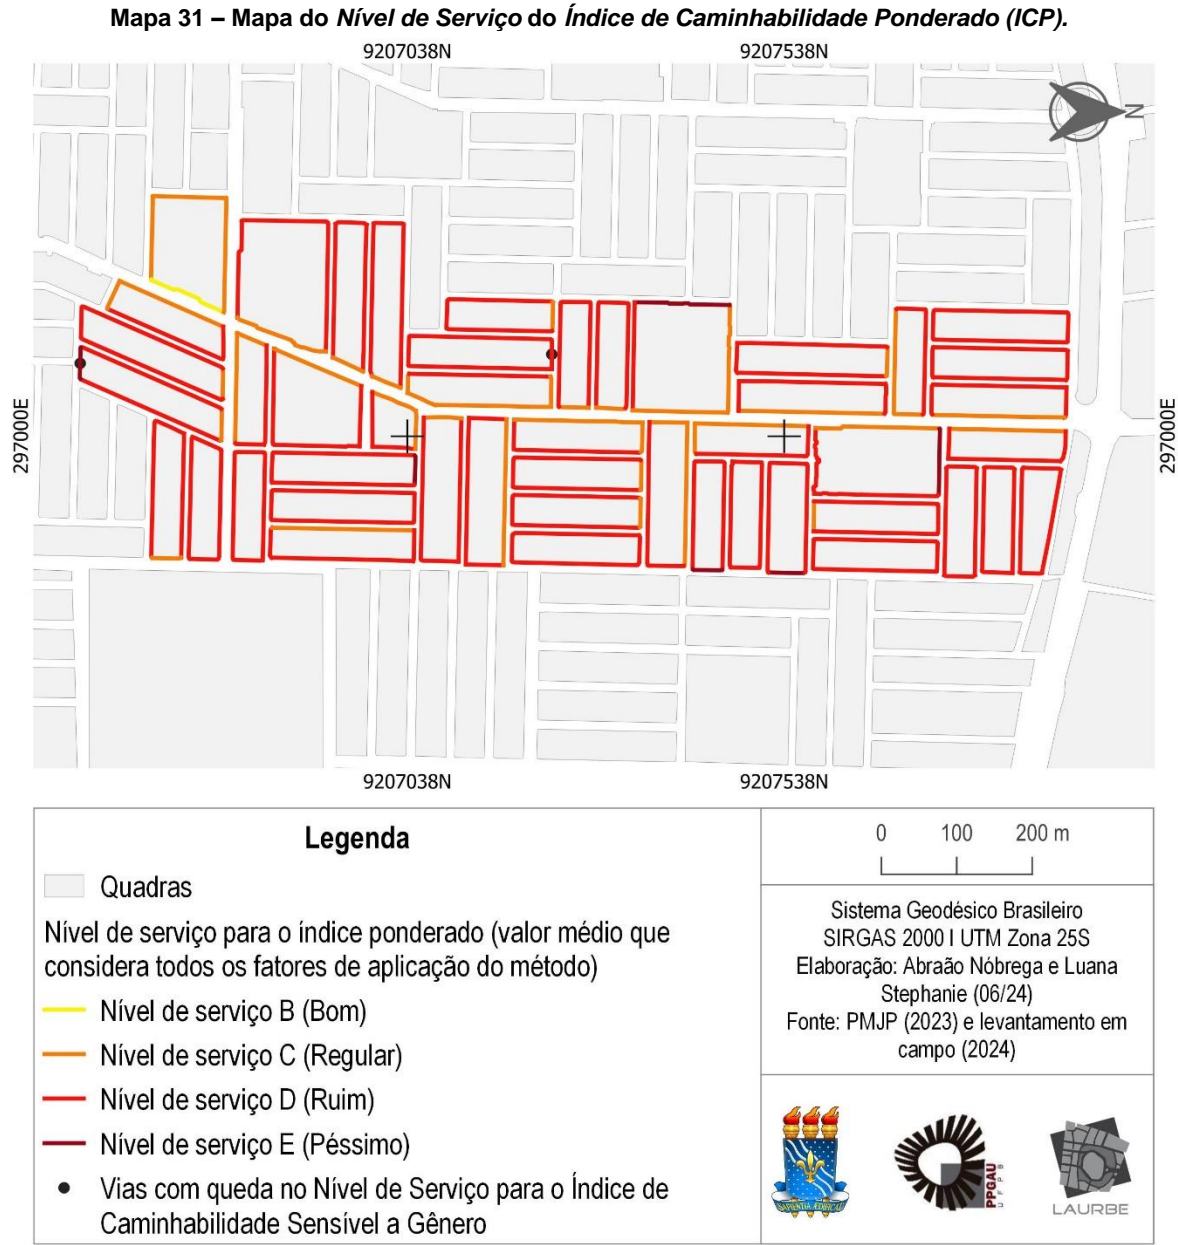 Mapa 31 – Mapa do Nível de Serviço do Índice de Caminhabilidade Ponderado (ICP).
9207038N 9207538N
N
297000E 297000E
9207038N 9207538N
Legenda
Quadras
Nível de serviço para o índice ponderado (valor médio que
considera todos os fatores de aplicação do método)
Nível de serviço B (Bom)
Nível de serviço C (Regular)
Nível de serviço D (Ruim)
Nível de serviço E (Péssimo)
Vias com queda no Nível de Serviço para o Índice de
Caminhabilidade Sensível a Gênero
0 100 200 m
Sistema Geodésico Brasileiro
SIRGAS 2000 I UTM Zona 25S
Elaboração: Abraão Nóbrega e Luana
Stephanie (06/24)
Fonte: PMJP (2023) e levantamento em
campo (2024)
SAPIENTIA ÆDIFICAT
PPGAU
UFPB
LAURBE